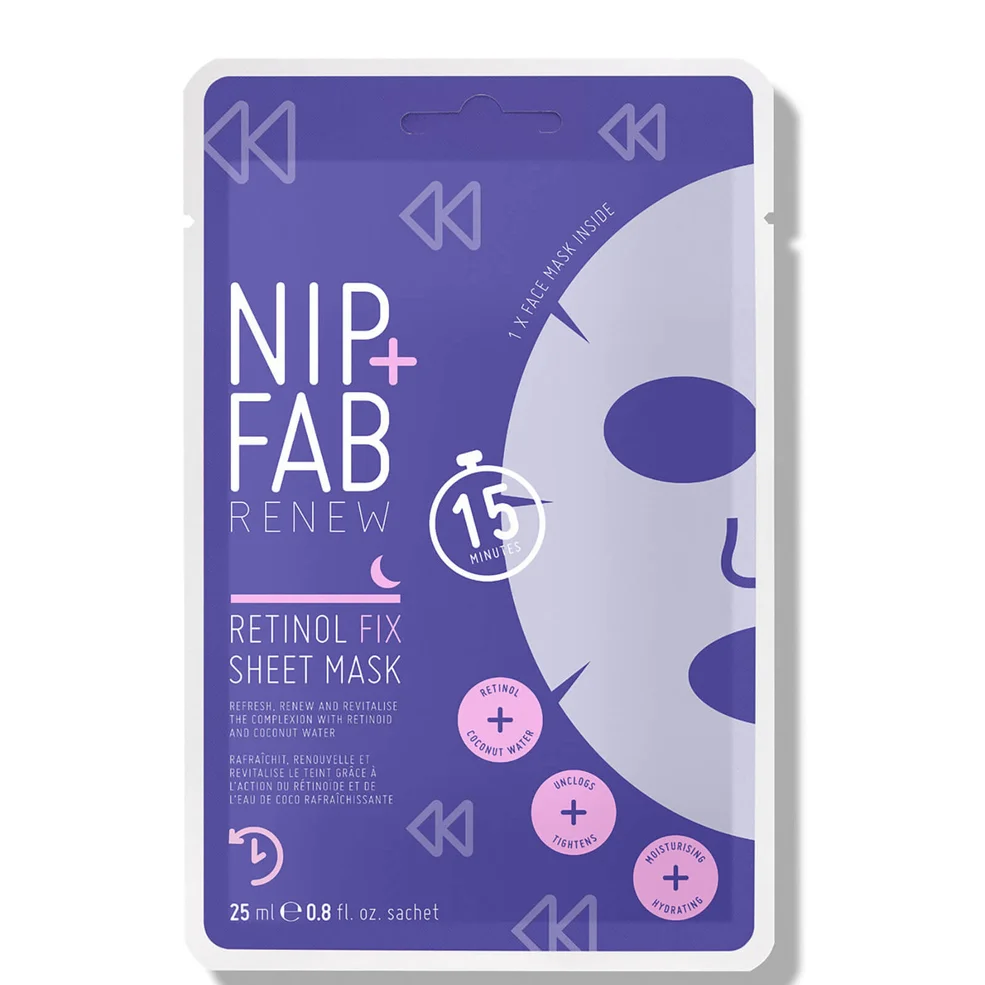 1 X FACE MASK INSIDE
NIP+
FAB
RENEW
15
MINUTES
RETINOL FIX
SHEET MASK
REFRESH, RENEW AND REVITALISE
THE COMPLEXION WITH RETINOID
AND COCONUT WATER
RAFRAÎCHIT, RENOUVELLE ET
REVITALISE LE TEINT GRÂCE À
L'ACTION DU RÉTINOÏDE ET DE
L'EAU DE COCO RAFRAÎCHISSANTE
RETINOL
+
COCONUT WATER
UNCLOGS
+
TIGHTENS
MOISTURISING
+
HYDRATING
25 ml ℮ 0.8 fl. oz. sachet